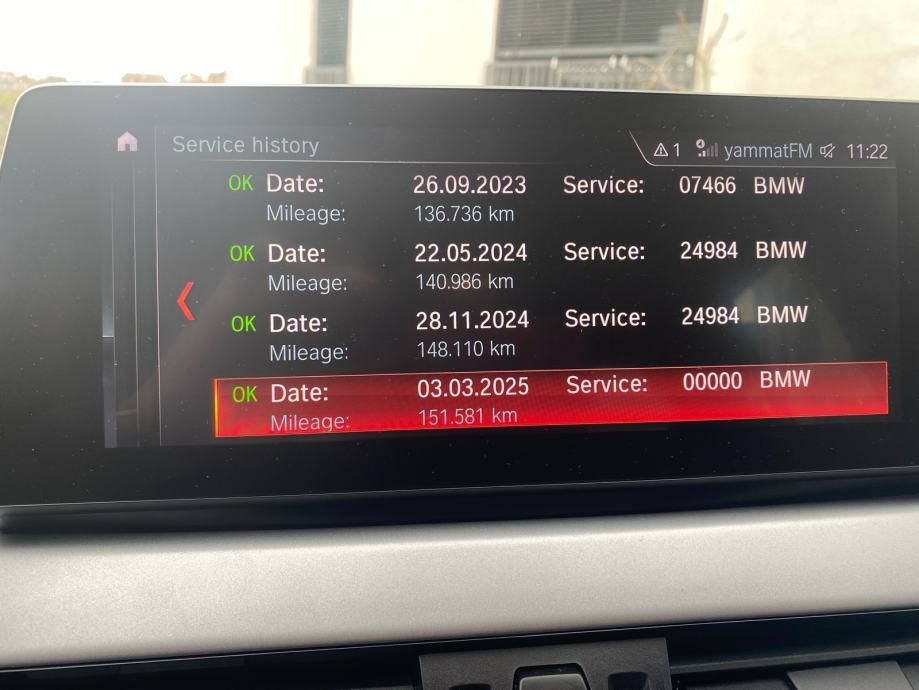 Service history
1 yammatFM 11:22
OK Date: 26.09.2023 Service: 07466 BMW
Mileage: 136.736 km
OK Date: 22.05.2024 Service: 24984 BMW
Mileage: 140.986 km
OK Date: 28.11.2024 Service: 24984 BMW
Mileage: 148.110 km
OK Date: 03.03.2025 Service: 00000 BMW
Mileage: 151.581 km